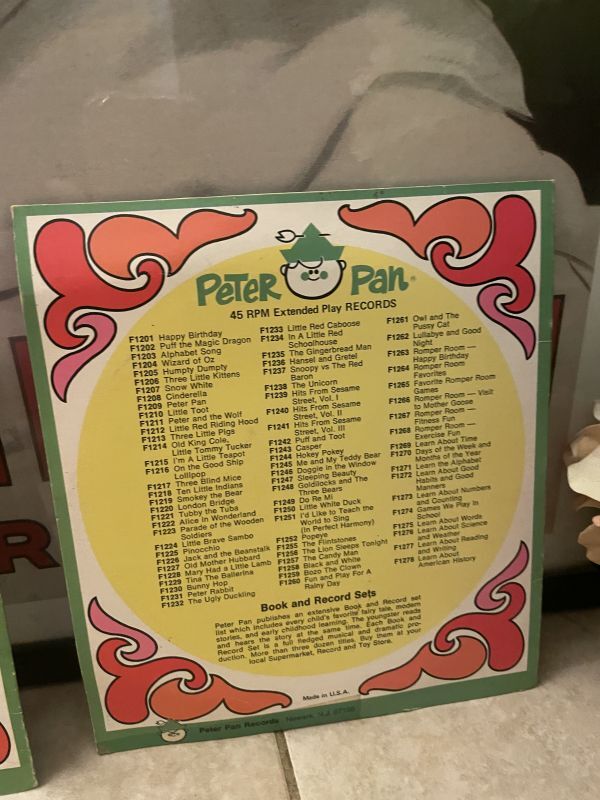 PETER Pan®
45 RPM Extended Play RECORDS
F1201 Happy Birthday
F1202 Puff the Magic Dragon
F1203 Alphabet Song
F1204 Wizard of Oz
F1205 Humpty Dumpty
F1206 Three Little Kittens
F1207 Snow White
F1208 Cinderella
F1209 Peter Pan
F1210 Little Toot
F1211 Peter and the Wolf
F1212 Little Red Riding Hood
F1213 Three Little Pigs
F1214 Old King Cole,
Little Tommy Tucker
F1215 I'm A Little Teapot
F1216 On the Good Ship
Lollipop
F1217 Three Blind Mice
F1218 Ten Little Indians
F1219 Smokey the Bear
F1220 London Bridge
F1221 Tubby the Tuba
F1222 Alice in Wonderland
F1223 Parade of the Wooden
Soldiers
F1224 Little Brave Sambo
F1225 Pinocchio
F1226 Jack and the Beanstalk
F1227 Old Mother Hubbard
F1228 Mary Had a Little Lamb
F1229 Tina The Ballerina
F1230 Bunny Hop
F1231 Peter Rabbit
F1232 The Ugly Duckling
F1233 Little Red Caboose
F1234 In A Little Red
Schoolhouse
F1235 The Gingerbread Man
F1236 Hansel and Gretel
F1237 Snoopy vs The Red
Baron
F1238 The Unicorn
F1239 Hits From Sesame
Street, Vol. I
F1240 Hits From Sesame
Street, Vol. II
F1241 Hits From Sesame
Street, Vol. III
F1242 Puff and Toot
F1243 Casper
F1244 Hokey Pokey
F1245 Me and My Teddy Bear
F1246 Doggie in the Window
F1247 Sleeping Beauty
F1248 Goldilocks and The
Three Bears
F1249 Do Re Mi
F1250 Little White Duck
F1251 I'd Like to Teach the
World to Sing
(In Perfect Harmony)
F1252 Popeye
F1255 The Flintstones
F1256 The Lion Sleeps Tonight
F1257 The Candy Man
F1258 Black and White
F1259 Bozo The Clown
F1260 Fun and Play For A
Rainy Day
F1261 Owl and The
Pussy Cat
F1262 Lullabye and Good
Night
F1263 Romper Room —
Happy Birthday
F1264 Romper Room
Favorites
F1265 Favorite Romper Room
Games
F1266 Romper Room — Visit
to Mother Goose
F1267 Romper Room —
Fitness Fun
F1268 Romper Room —
Exercise Fun
F1269 Learn About Time
F1270 Days of the Week and
Months of the Year
F1271 Learn the Alphabet
F1272 Learn About Good
Habits and Good
Manners
F1273 Learn About Numbers
and Counting
F1274 Games We Play In
School
F1275 Learn About Words
F1276 Learn About Science
and Weather
F1277 Learn About Reading
and Writing
F1278 Learn About
American History
Book and Record Sets
Peter Pan publishes an extensive Book and Record set
list which includes every child's favorite fairy tale, modern
stories, and early childhood learning. The youngster reads
and hears the story at the same time. Each Book and
Record Set is a full fledged musical and dramatic pro-
duction. More than three dozen titles. Buy them at your
local Supermarket, Record and Toy Store.
Made in U.S.A.
Peter Pan Records Newark, N.J. 07105
R